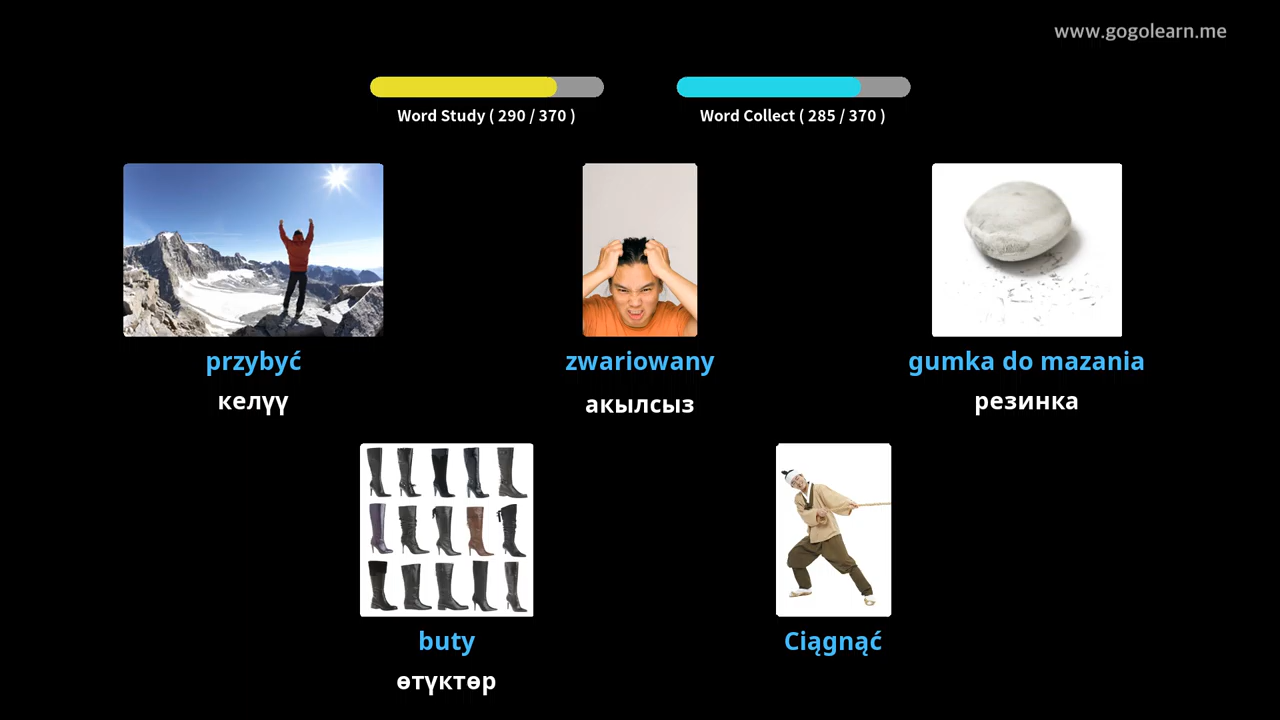 www.gogolearn.me
Word Study ( 290 / 370 )
Word Collect ( 285 / 370 )
przybyć
келүү
zwariowany
акылсыз
gumka do mazania
резинка
buty
өтүктөр
Ciągnąć